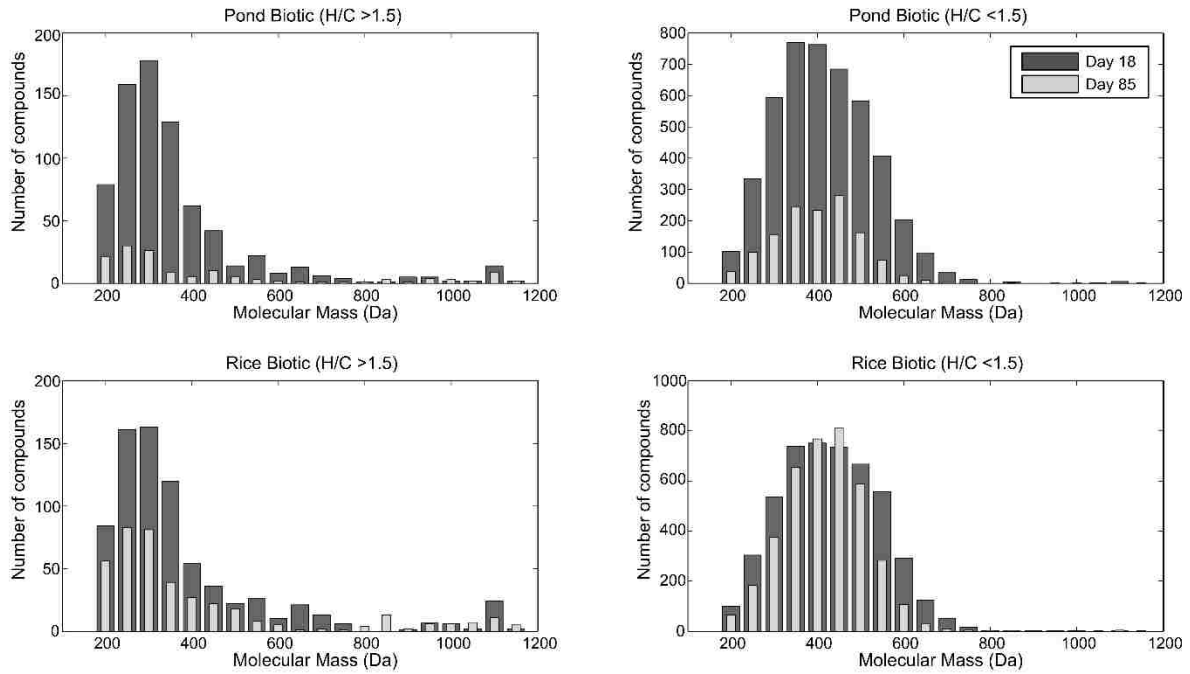 Pond Biotic (H/C >1.5)
Number of compounds
200
150
100
50
0
200 400 600 800 1000 1200
Molecular Mass (Da)
Pond Biotic (H/C <1.5)
Number of compounds
800
700
600
500
400
300
200
100
0
Day 18
Day 85
200 400 600 800 1000 1200
Molecular Mass (Da)
Rice Biotic (H/C >1.5)
Number of compounds
200
150
100
50
0
200 400 600 800 1000 1200
Molecular Mass (Da)
Rice Biotic (H/C <1.5)
Number of compounds
1000
800
600
400
200
0
200 400 600 800 1000 1200
Molecular Mass (Da)